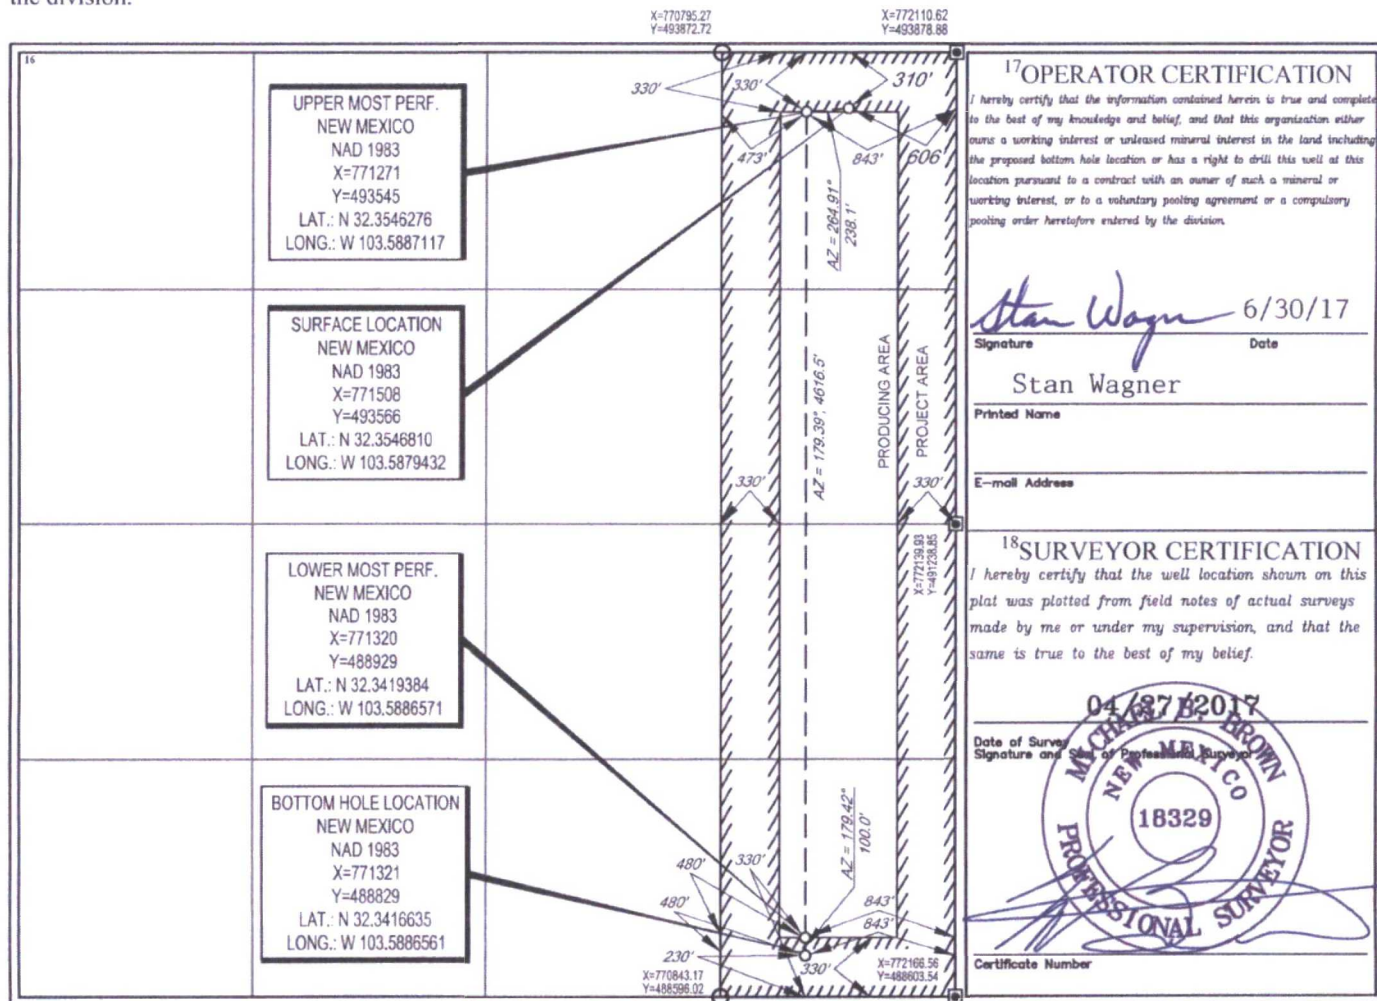 the division.
X=770795.27
Y=493872.72
X=772110.62
Y=493878.88
16
330'
330'
310'
473'
843'
606'
AZ = 264.91°
238.1'
UPPER MOST PERF.
NEW MEXICO
NAD 1983
X=771271
Y=493545
LAT.: N 32.3546276
LONG.: W 103.5887117
SURFACE LOCATION
NEW MEXICO
NAD 1983
X=771508
Y=493566
LAT.: N 32.3546810
LONG.: W 103.5879432
AZ = 179.39°, 4616.5'
PRODUCING AREA
PROJECT AREA
330'
330'
X=772139.93
Y=491238.85
LOWER MOST PERF.
NEW MEXICO
NAD 1983
X=771320
Y=488929
LAT.: N 32.3419384
LONG.: W 103.5886571
BOTTOM HOLE LOCATION
NEW MEXICO
NAD 1983
X=771321
Y=488829
LAT.: N 32.3416635
LONG.: W 103.5886561
AZ = 179.42°
100.0'
480'
330'
480'
843'
843'
230'
330'
X=770843.17
Y=488596.02
X=772166.56
Y=488603.54
17 OPERATOR CERTIFICATION
I hereby certify that the information contained herein is true and complete
to the best of my knowledge and belief, and that this organization either
owns a working interest or unleased mineral interest in the land including
the proposed bottom hole location or has a right to drill this well at this
location pursuant to a contract with an owner of such a mineral or
working interest, or to a voluntary pooling agreement or a compulsory
pooling order heretofore entered by the division.
Stan Wagner 6/30/17
Signature Date
Stan Wagner
Printed Name
E-mail Address
18 SURVEYOR CERTIFICATION
I hereby certify that the well location shown on this
plat was plotted from field notes of actual surveys
made by me or under my supervision, and that the
same is true to the best of my belief.
04/27/2017
Date of Survey
Signature and Seal of Professional Surveyor
MICHAEL B. BROWN
NEW MEXICO
18329
PROFESSIONAL SURVEYOR
Certificate Number